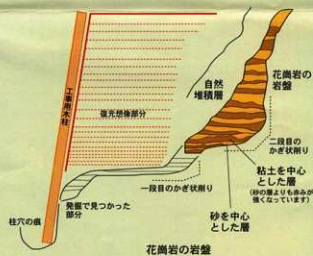 工事用木柱
復元想像部分
自然
堆積層
花崗岩の
岩盤
二段目の
かぎ状削り
粘土を中心
とした層
(砂の層よりも赤みが
強くなっています)
一段目のかぎ状削り
発掘で見つかった
部分
柱穴の痕
砂を中心
とした層
花崗岩の岩盤